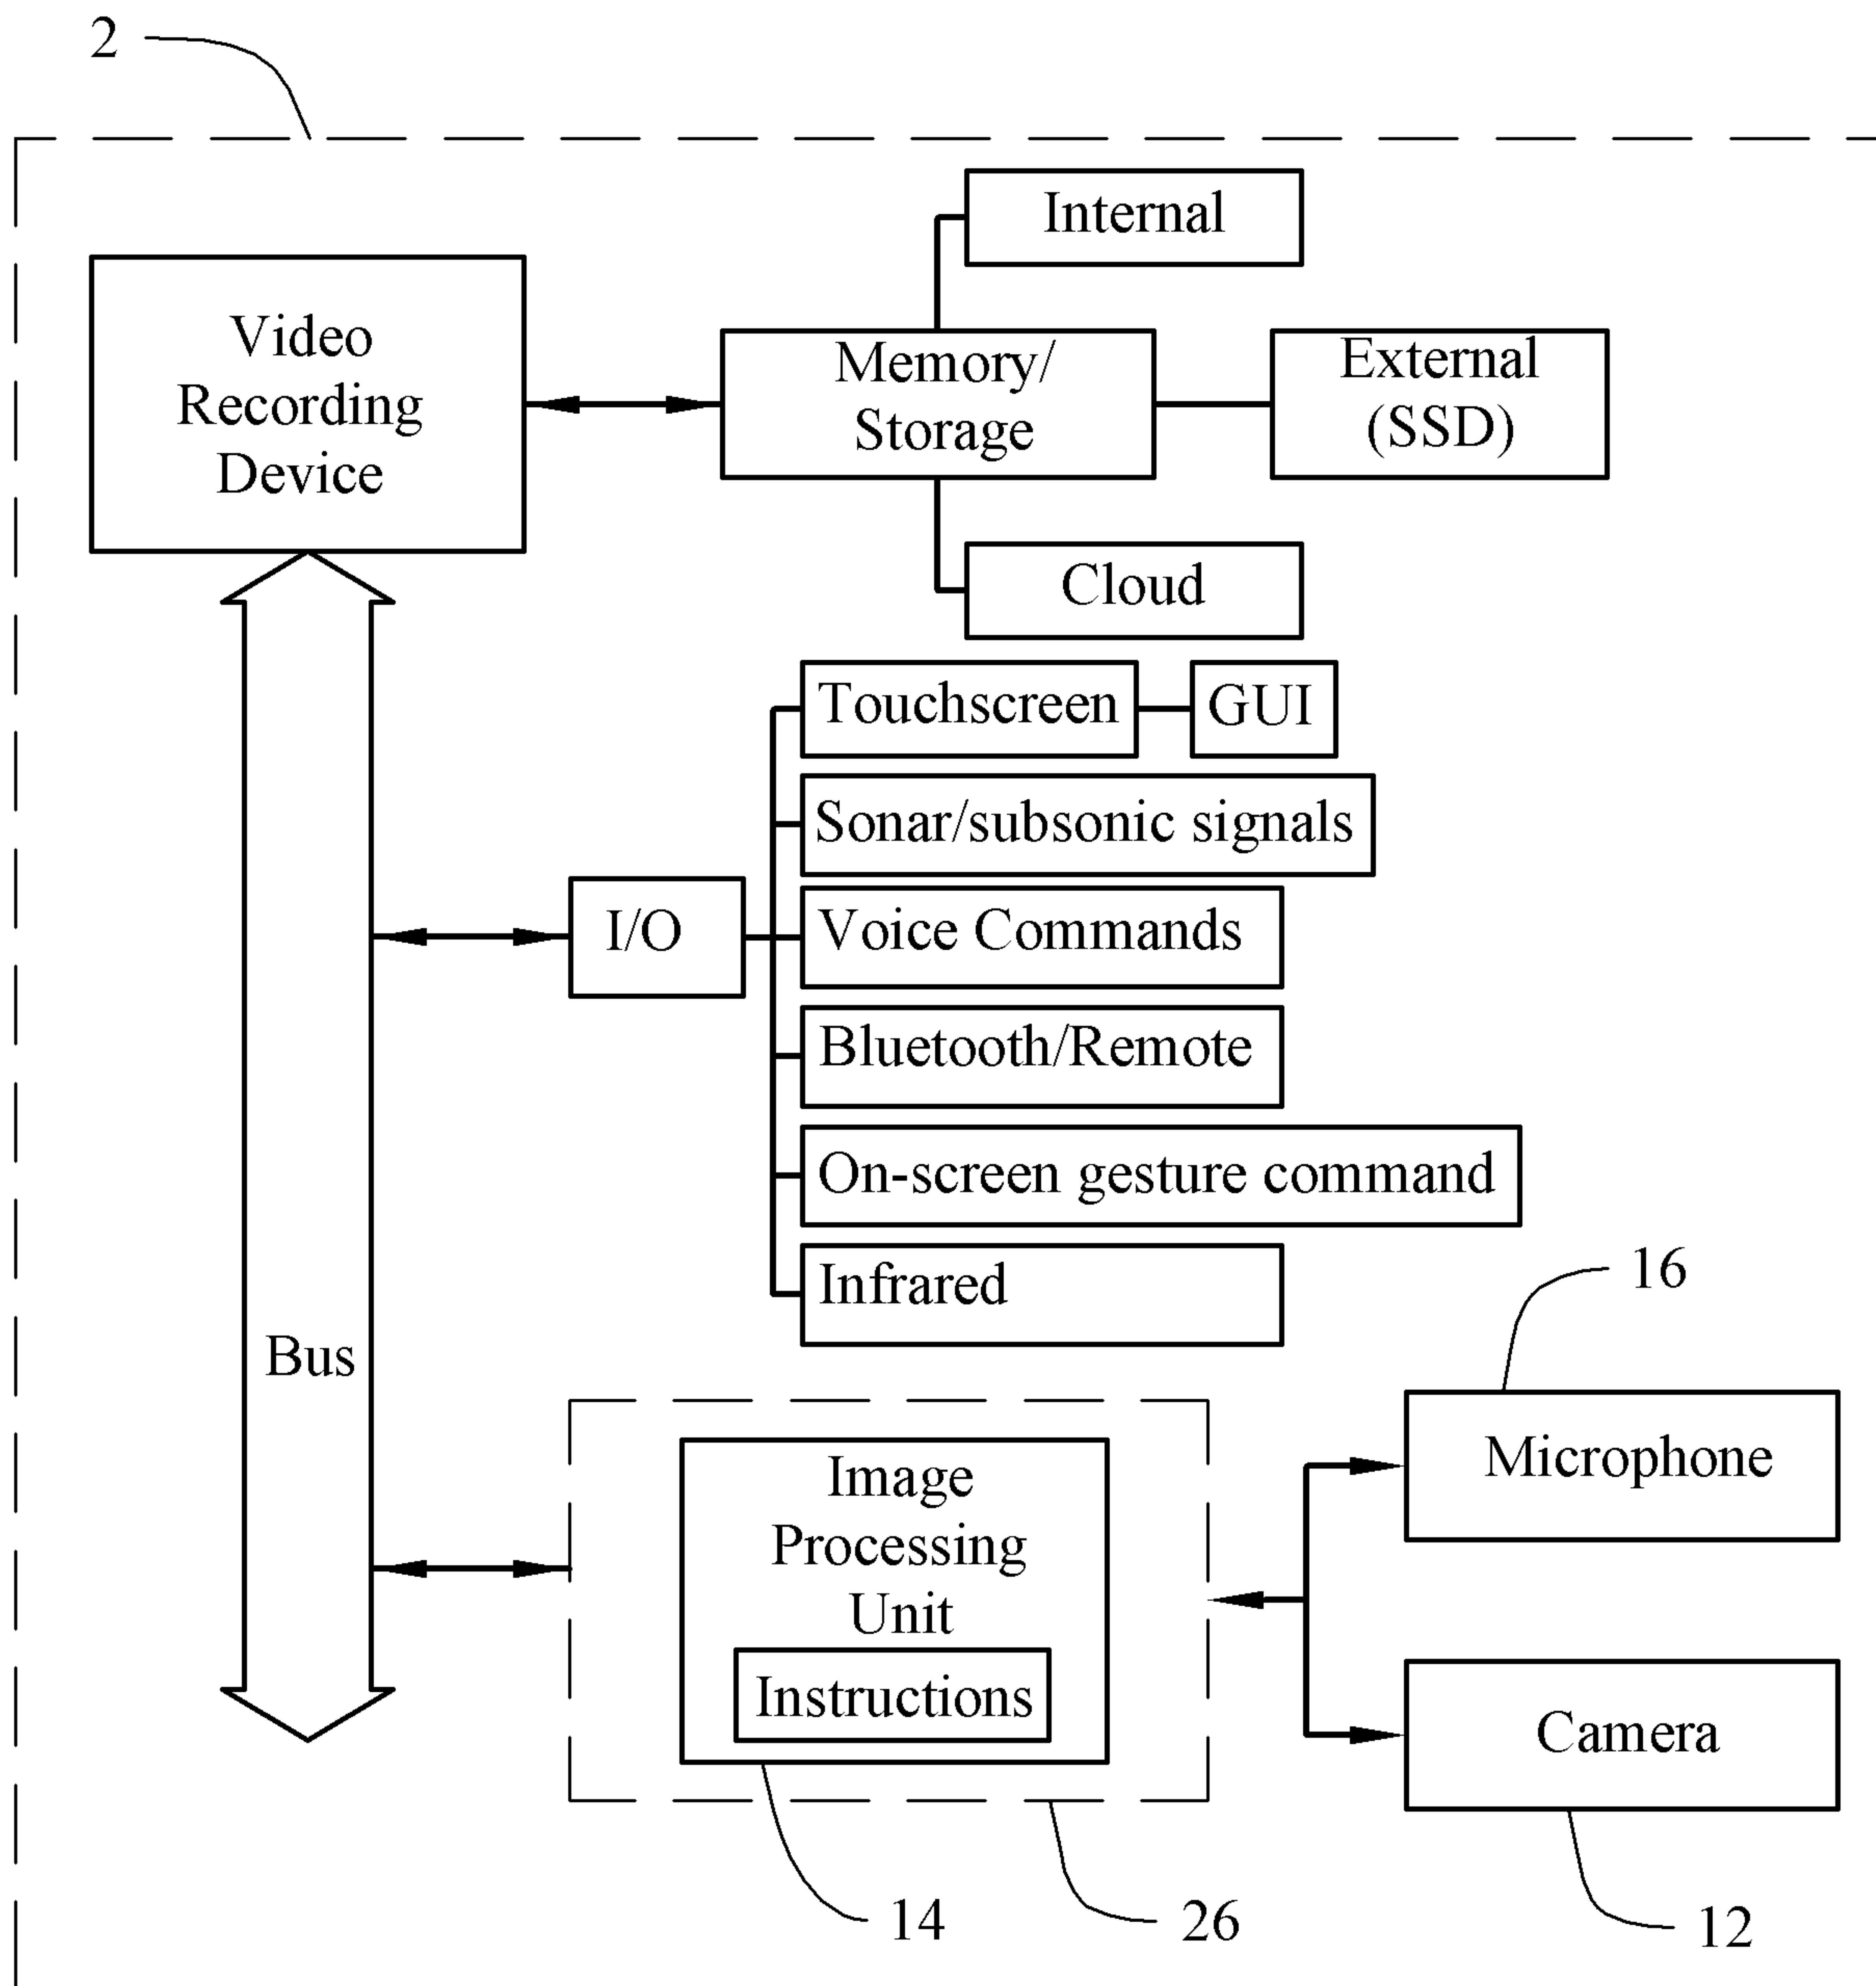 2
Internal
Video
Recording
Device
Memory/
Storage
External
(SSD)
Cloud
Touchscreen
GUI
Sonar/subsonic signals
I/O
Voice Commands
Bluetooth/Remote
On-screen gesture command
Infrared
Bus
16
Microphone
Image
Processing
Unit
Instructions
Camera
14
26
12